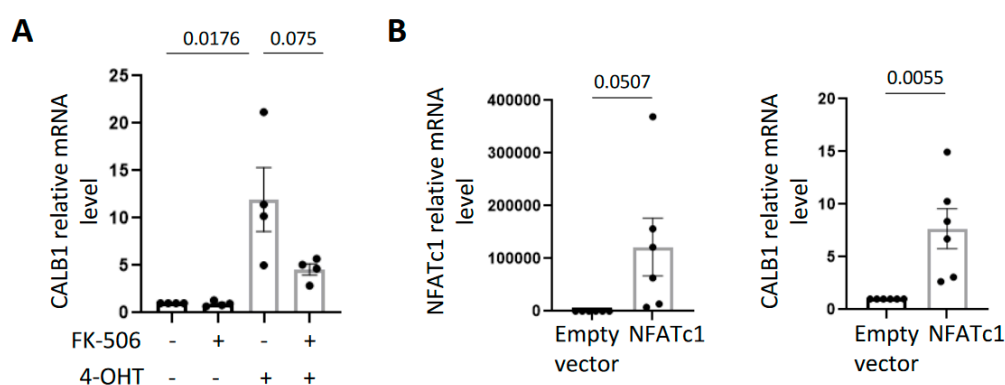 A
0.0176 0.075
CALB1 relative mRNA
level
25
20
15
10
5
0
FK-506 - + - +
4-OHT - - + +
B
0.0507
NFATc1 relative mRNA
level
400000
300000
200000
100000
0
Empty NFATc1
vector
0.0055
CALB1 relative mRNA
level
20
15
10
5
0
Empty NFATc1
vector